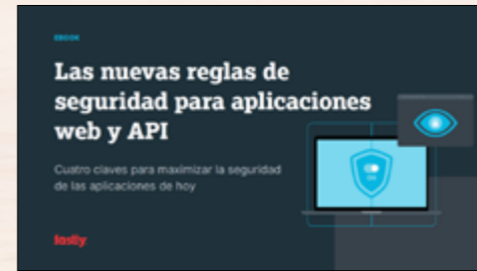 EBOOK
Las nuevas reglas de
seguridad para aplicaciones
web y API
Cuatro claves para maximizar la seguridad
de las aplicaciones de hoy
fastly